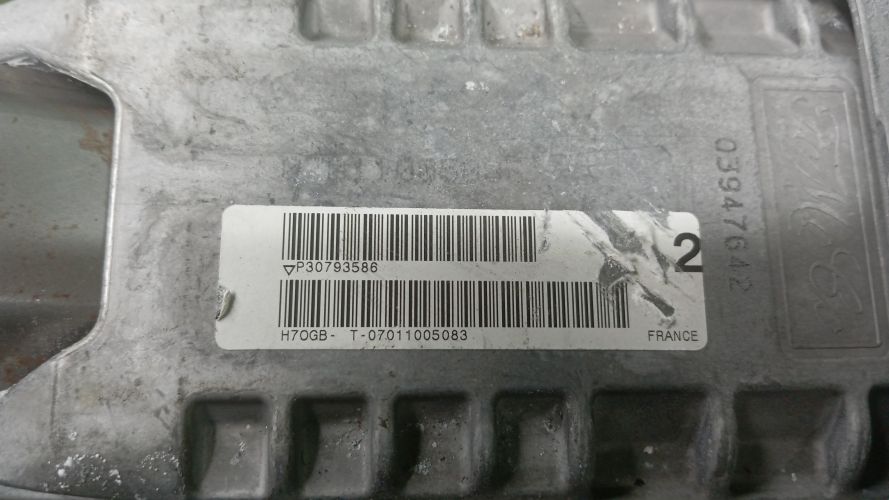 ▽P30793586
2
H7OGB- T-07011005083
FRANCE
03947642